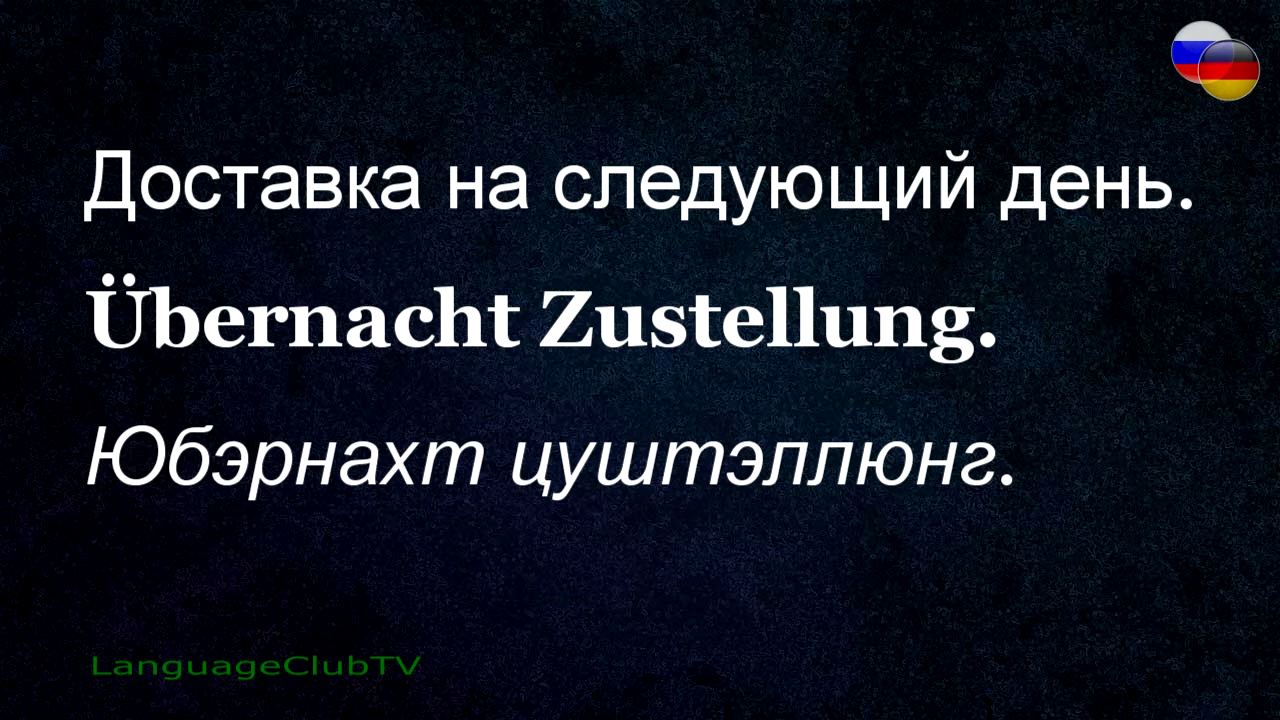 Доставка на следующий день.
Übernacht Zustellung.
Юбэрнахт цуштэллюнг.
LanguageClubTV